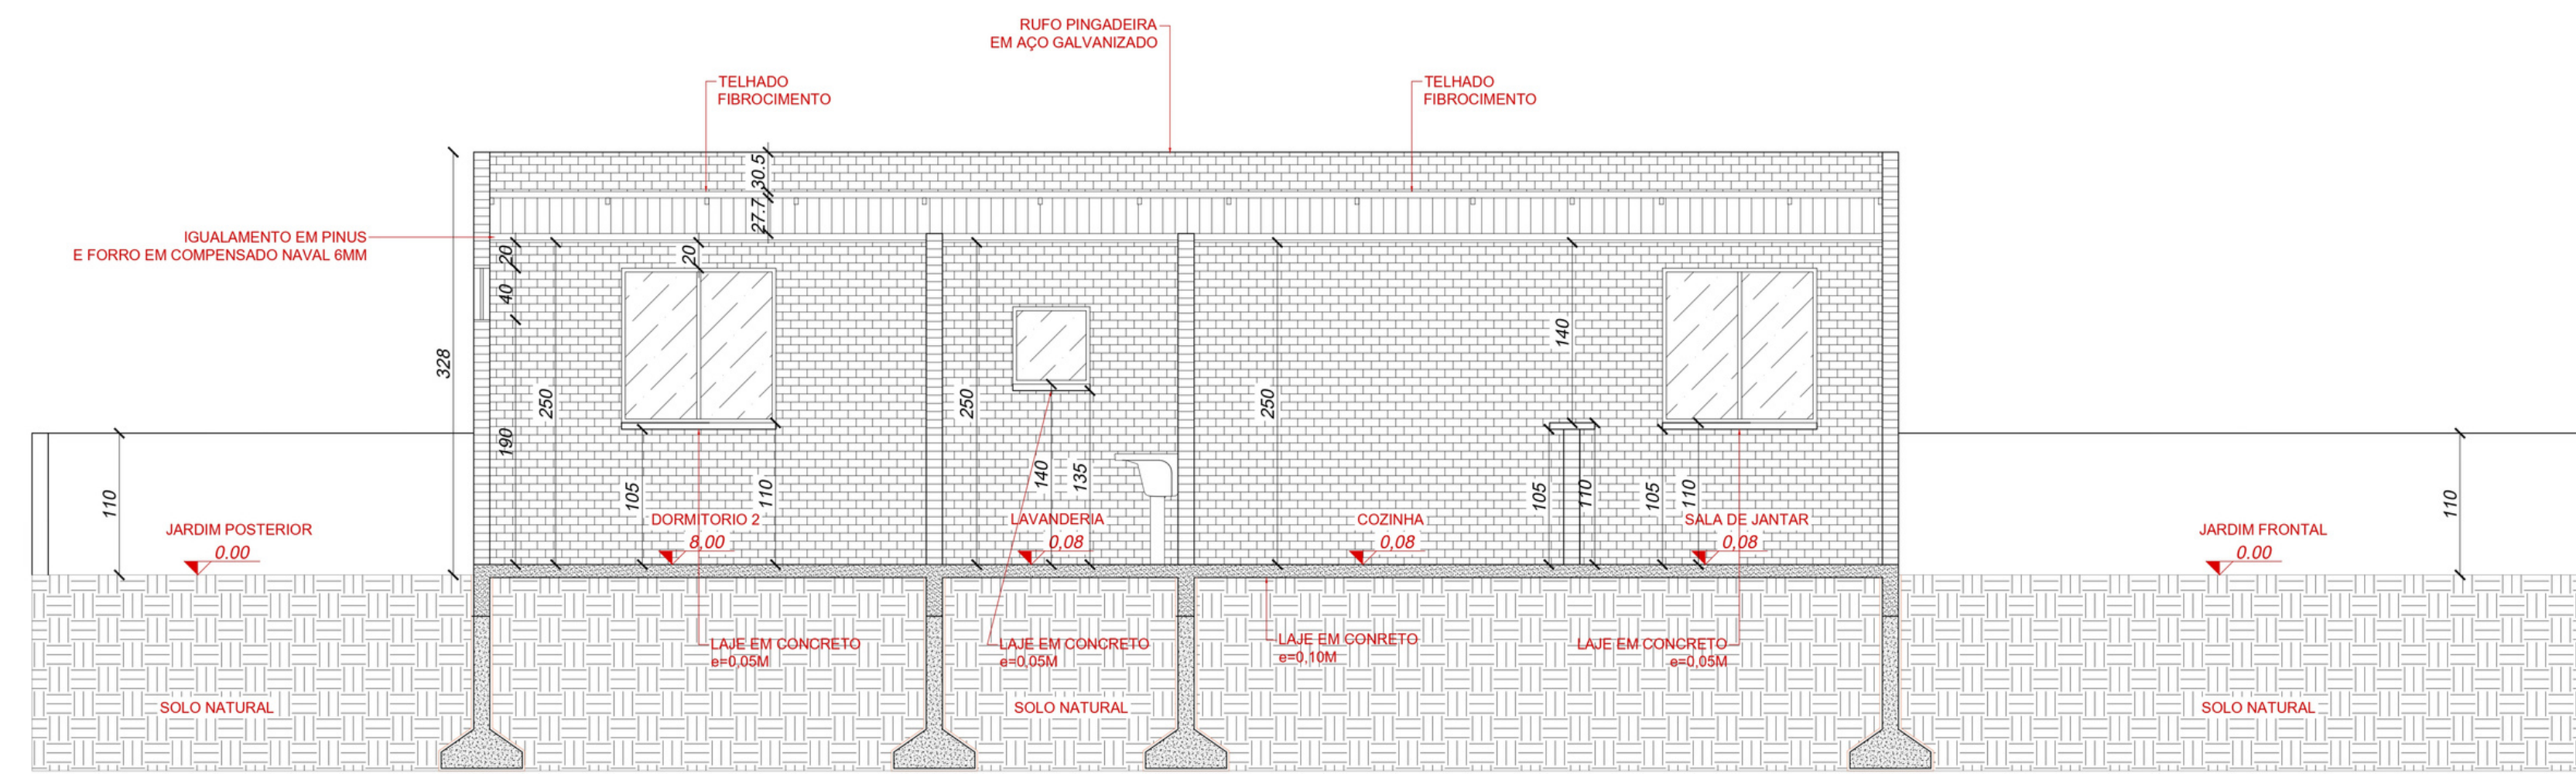 RUFO PINGADEIRA
EM AÇO GALVANIZADO
TELHADO
FIBROCIMENTO
TELHADO
FIBROCIMENTO
30.5
27.7
IGUALAMENTO EM PINUS
E FORRO EM COMPENSADO NAVAL 6MM
20
20
40
140
328
250
250
250
190
110
105
110
140
135
105
110
105
110
110
JARDIM POSTERIOR
0.00
DORMITORIO 2
8,00
LAVANDERIA
0,08
COZINHA
0,08
SALA DE JANTAR
0,08
JARDIM FRONTAL
0.00
LAJE EM CONCRETO
e=0,05M
LAJE EM CONCRETO
e=0,05M
LAJE EM CONRETO
e=0,10M
LAJE EM CONCRETO
e=0,05M
SOLO NATURAL
SOLO NATURAL
SOLO NATURAL